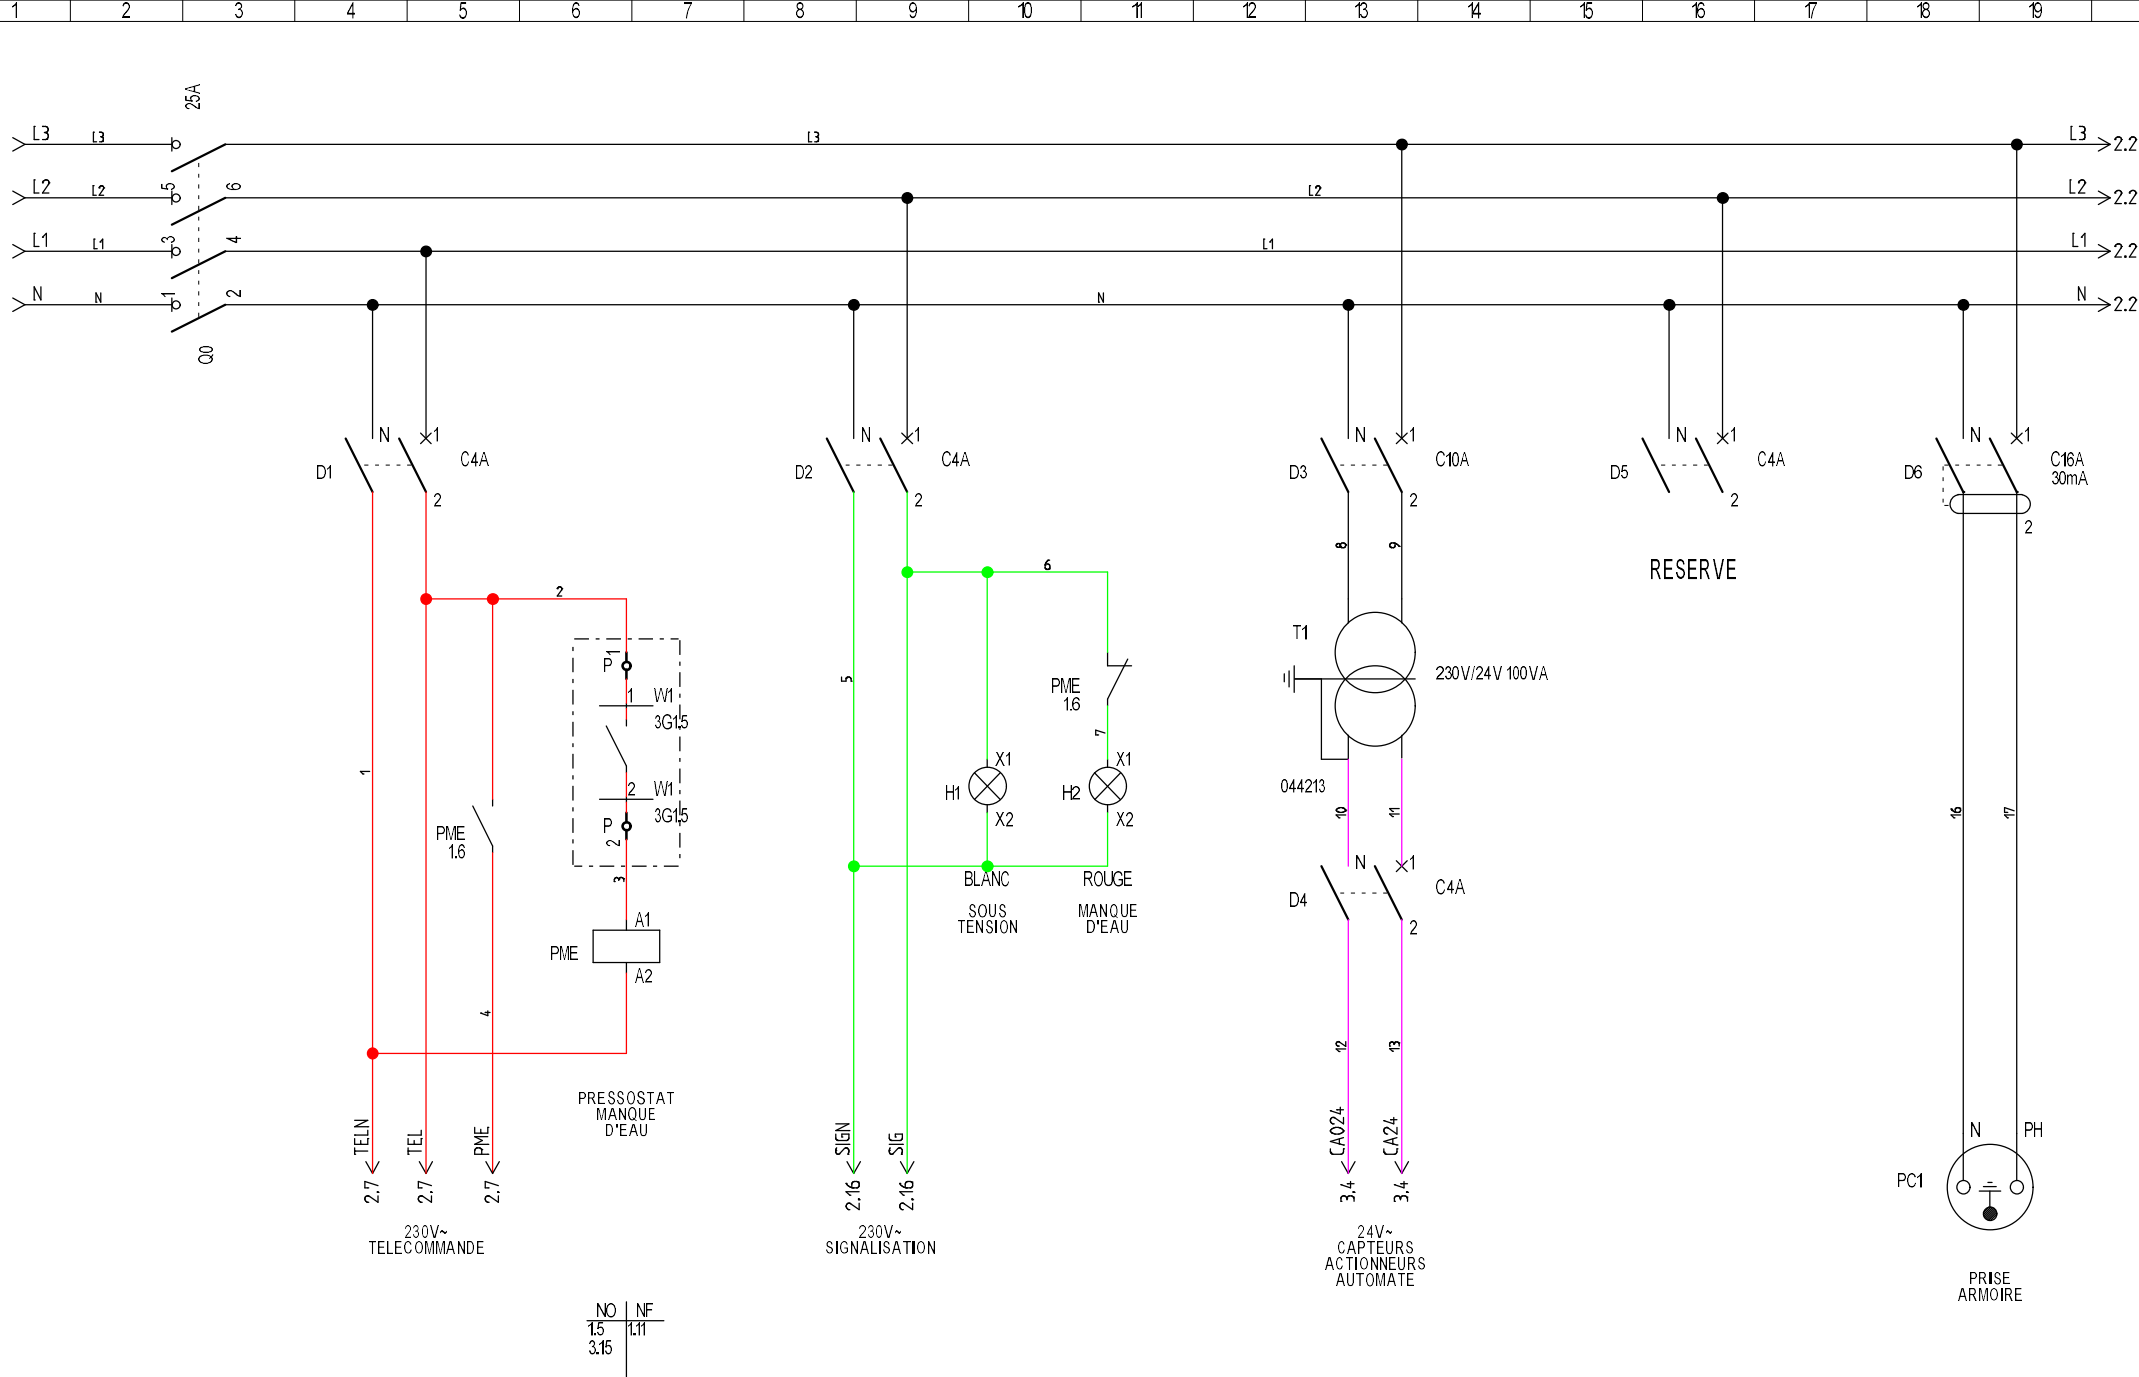 1 2 3 4 5 6 7 8 9 10 11 12 13 14 15 16 17 18 19
25A
L3 L3 L3 L3 2.2
L2 L2 5 6 L2 L2 2.2
L1 L1 3 4 L1 L1 2.2
N N 1 2 N N 2.2
Q0
D1 N 1 C4A
2
D2 N 1 C4A
2
D3 N 1 C10A
2
D5 N 1 C4A
2
D6 N 1 C16A
30mA
2
8 9
RESERVE
2
6
P 1
1 W1
3G1.5
2 W1
3G1.5
P 2
3
1
PME
1.6
4
A1
PME
A2
5
PME
1.6
7
X1 X1
H1 H2
X2 X2
BLANC ROUGE
SOUS
TENSION
MANQUE
D'EAU
T1
230V/24V 100VA
044213
10 11
D4 N 1 C4A
2
12 13
16 17
PRESSOSTAT
MANQUE
D'EAU
TELN TEL PME
2.7 2.7 2.7
SIGN SIG
2.16 2.16
CA024 CA24
3.4 3.4
N PH
PC1
230V~
TELECOMMANDE
230V~
SIGNALISATION
24V~
CAPTEURS
ACTIONNEURS
AUTOMATE
PRISE
ARMOIRE
NO NF
1.5 1.11
3.15